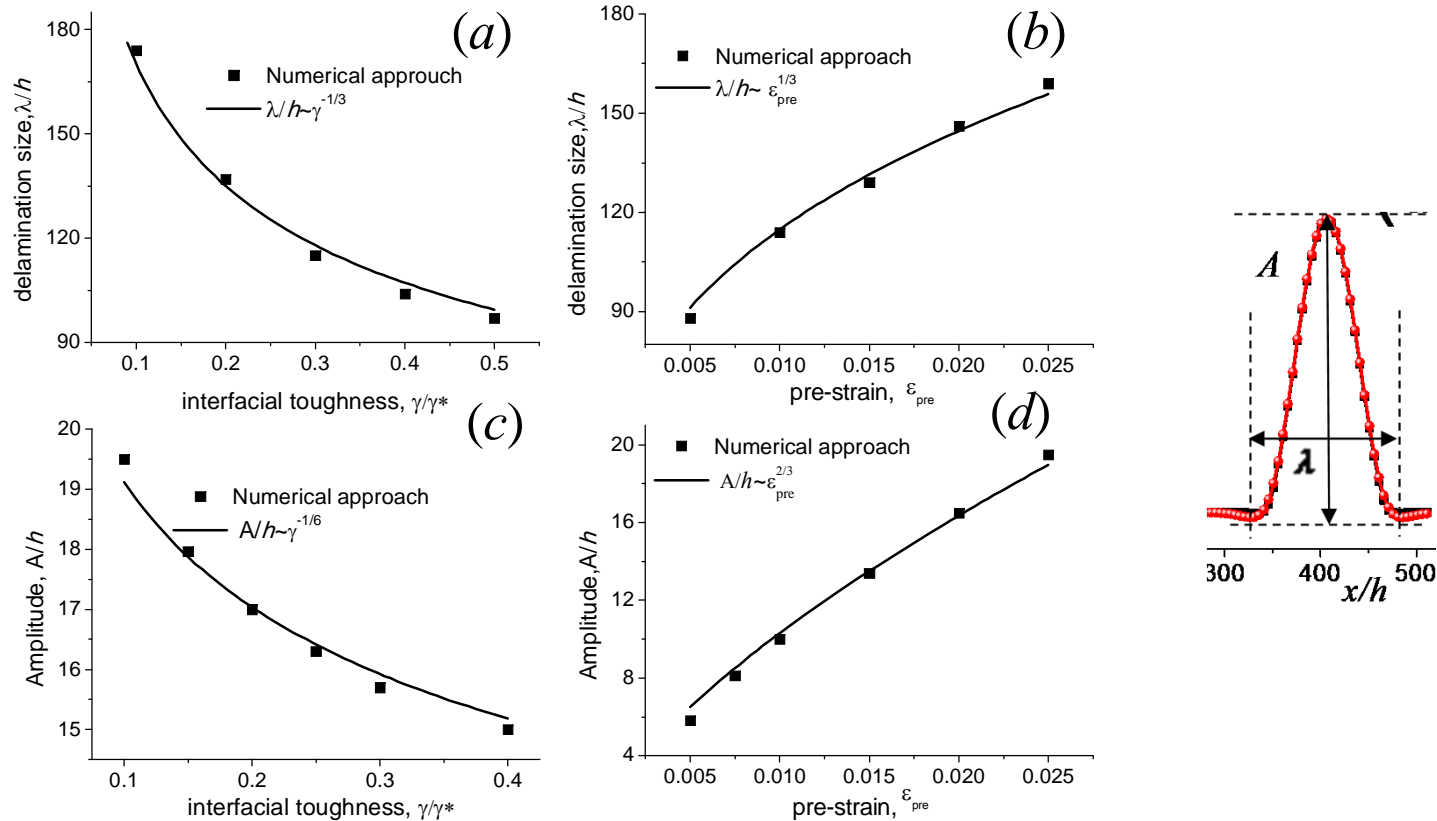 (a)
Numerical approuch
λ/h~γ^-1/3
delamination size,λ/h
180
150
120
90
0.1 0.2 0.3 0.4 0.5
interfacial toughness, γ/γ*
(b)
Numerical approach
λ/h~ ε_pre^1/3
delamination size,λ/h
180
150
120
90
0.005 0.010 0.015 0.020 0.025
pre-strain, ε_pre
(c)
Numerical approach
A/h~γ^-1/6
Amplitude, A/h
20
19
18
17
16
15
0.1 0.2 0.3 0.4
interfacial toughness, γ/γ*
(d)
Numerical approach
A/h~ε_pre^2/3
Amplitude,A/h
20
16
12
8
4
0.005 0.010 0.015 0.020 0.025
pre-strain, ε_pre
A
λ
300 400 500
x/h